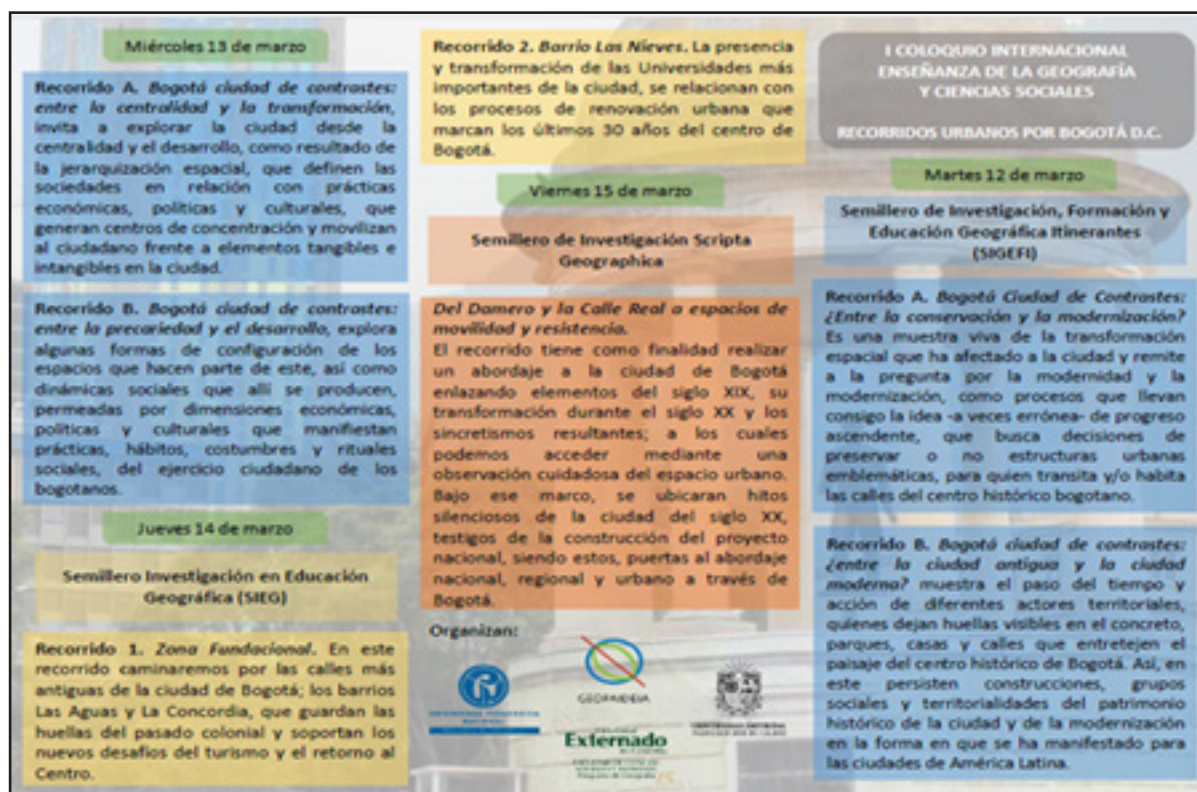 Miércoles 13 de marzo
Recorrido A. Bogotá ciudad de contrastes:
entre la centralidad y la transformación,
invita a explorar la ciudad desde la
centralidad y el desarrollo, como resultado de
la jerarquización espacial, que definen las
sociedades en relación con prácticas
económicas, políticas y culturales, que
generan centros de concentración y movilizan
al ciudadano frente a elementos tangibles e
intangibles en la ciudad.
Recorrido B. Bogotá ciudad de contrastes:
entre la precariedad y el desarrollo, explora
algunas formas de configuración de los
espacios que hacen parte de este, así como
dinámicas sociales que allí se producen,
permeadas por dimensiones económicas,
políticas y culturales que manifiestan
prácticas, hábitos, costumbres y rituales
sociales, del ejercicio ciudadano de los
bogotanos.
Jueves 14 de marzo
Semillero Investigación en Educación
Geográfica (SIEG)
Recorrido 1. Zona Fundacional. En este
recorrido caminaremos por las calles más
antiguas de la ciudad de Bogotá; los barrios
Las Aguas y La Concordia, que guardan las
huellas del pasado colonial y soportan los
nuevos desafíos del turismo y el retorno al
Centro.
Recorrido 2. Barrio Las Nieves. La presencia
y transformación de las Universidades más
importantes de la ciudad, se relacionan con
los procesos de renovación urbana que
marcan los últimos 30 años del centro de
Bogotá.
Viernes 15 de marzo
Semillero de Investigación Scripta
Geographica
Del Damero y la Calle Real a espacios de
movilidad y resistencia.
El recorrido tiene como finalidad realizar
un abordaje a la ciudad de Bogotá
enlazando elementos del siglo XIX, su
transformación durante el siglo XX y los
sincretismos resultantes; a los cuales
podemos acceder mediante una
observación cuidadosa del espacio urbano.
Bajo ese marco, se ubicaran hitos
silenciosos de la ciudad del siglo XX,
testigos de la construcción del proyecto
nacional, siendo estos, puertas al abordaje
nacional, regional y urbano a través de
Bogotá.
Organizan:
GEOPAIDEIA
UNIVERSIDAD PEDAGOGICA
UNIVERSIDAD DISTRITAL
Externado
I COLOQUIO INTERNACIONAL
ENSEÑANZA DE LA GEOGRAFÍA
Y CIENCIAS SOCIALES
RECORRIDOS URBANOS POR BOGOTÁ D.C.
Martes 12 de marzo
Semillero de Investigación, Formación y
Educación Geográfica Itinerantes
(SIGEFI)
Recorrido A. Bogotá Ciudad de Contrastes:
¿Entre la conservación y la modernización?
Es una muestra viva de la transformación
espacial que ha afectado a la ciudad y remite
a la pregunta por la modernidad y la
modernización, como procesos que llevan
consigo la idea -a veces errónea- de progreso
ascendente, que busca decisiones de
preservar o no estructuras urbanas
emblemáticas, para quien transita y/o habita
las calles del centro histórico bogotano.
Recorrido B. Bogotá ciudad de contrastes:
¿entre la ciudad antigua y la ciudad
moderna? muestra el paso del tiempo y
acción de diferentes actores territoriales,
quienes dejan huellas visibles en el concreto,
parques, casas y calles que entretejen el
paisaje del centro histórico de Bogotá. Así, en
este persisten construcciones, grupos
sociales y territorialidades del patrimonio
histórico de la ciudad y de la modernización
en la forma en que se ha manifestado para
las ciudades de América Latina.